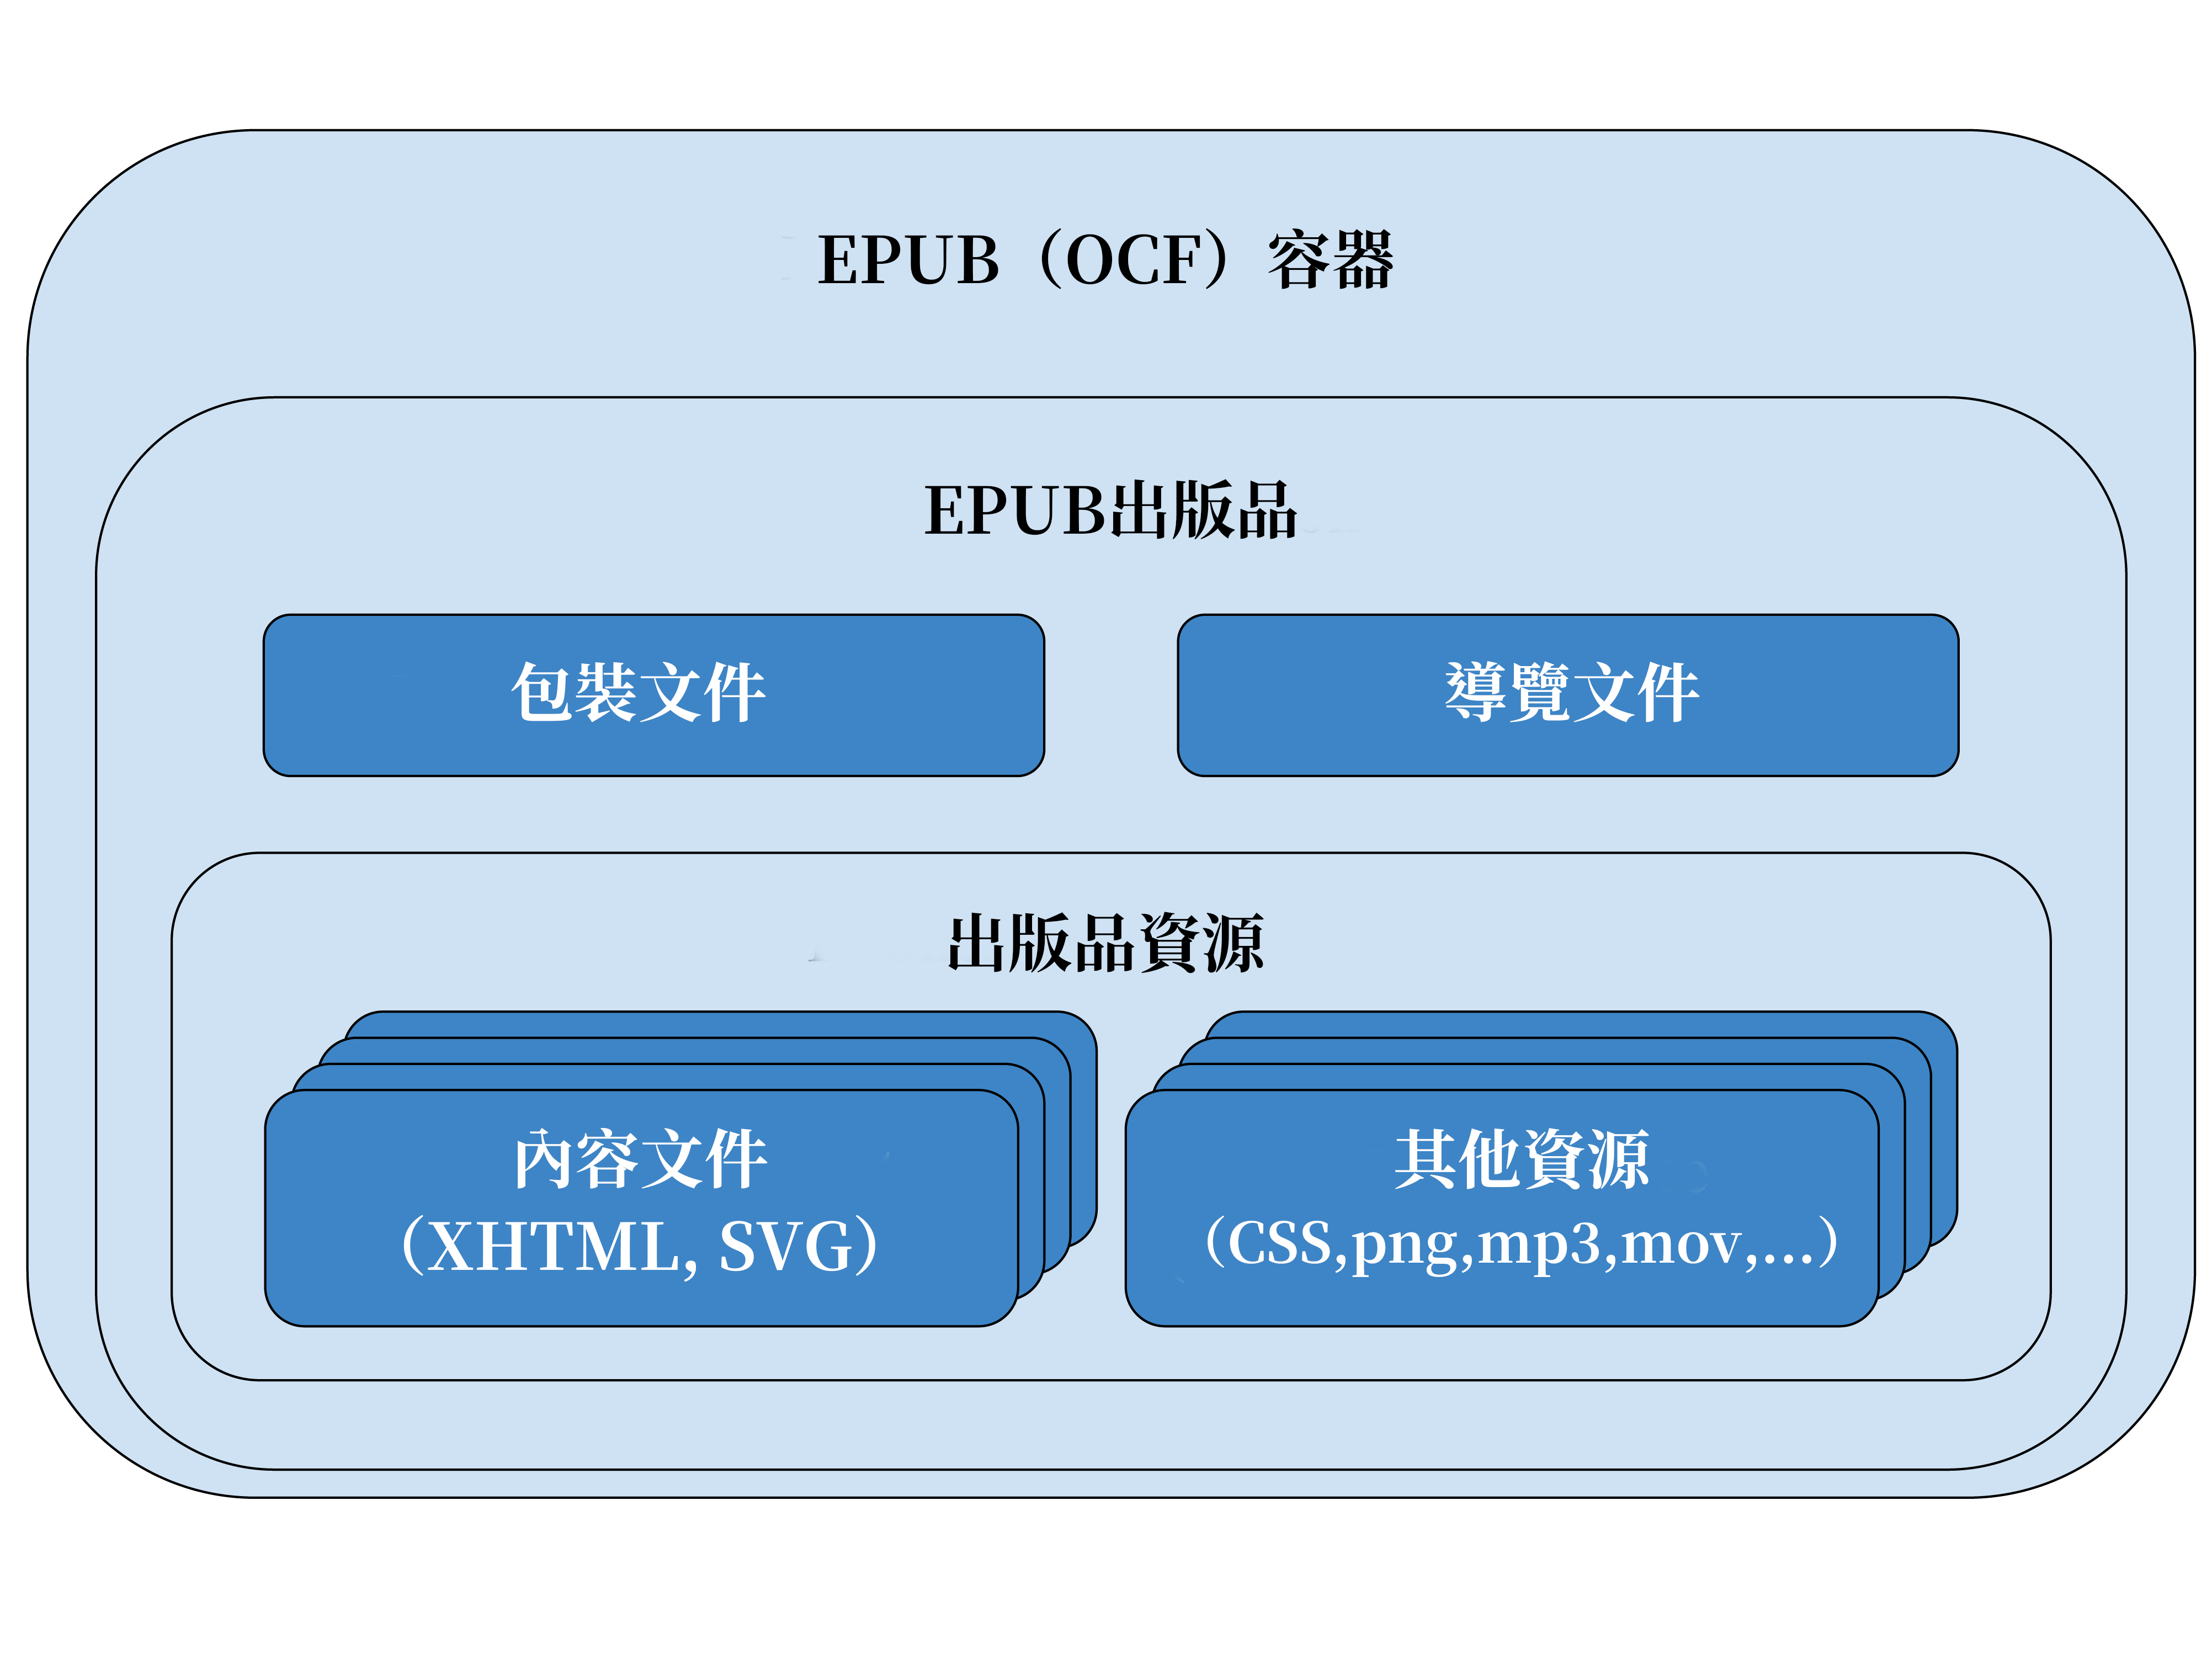 EPUB（OCF）容器
EPUB出版品
包裝文件
導覽文件
出版品資源
內容文件
（XHTML, SVG）
其他資源
（CSS,png,mp3,mov,...）